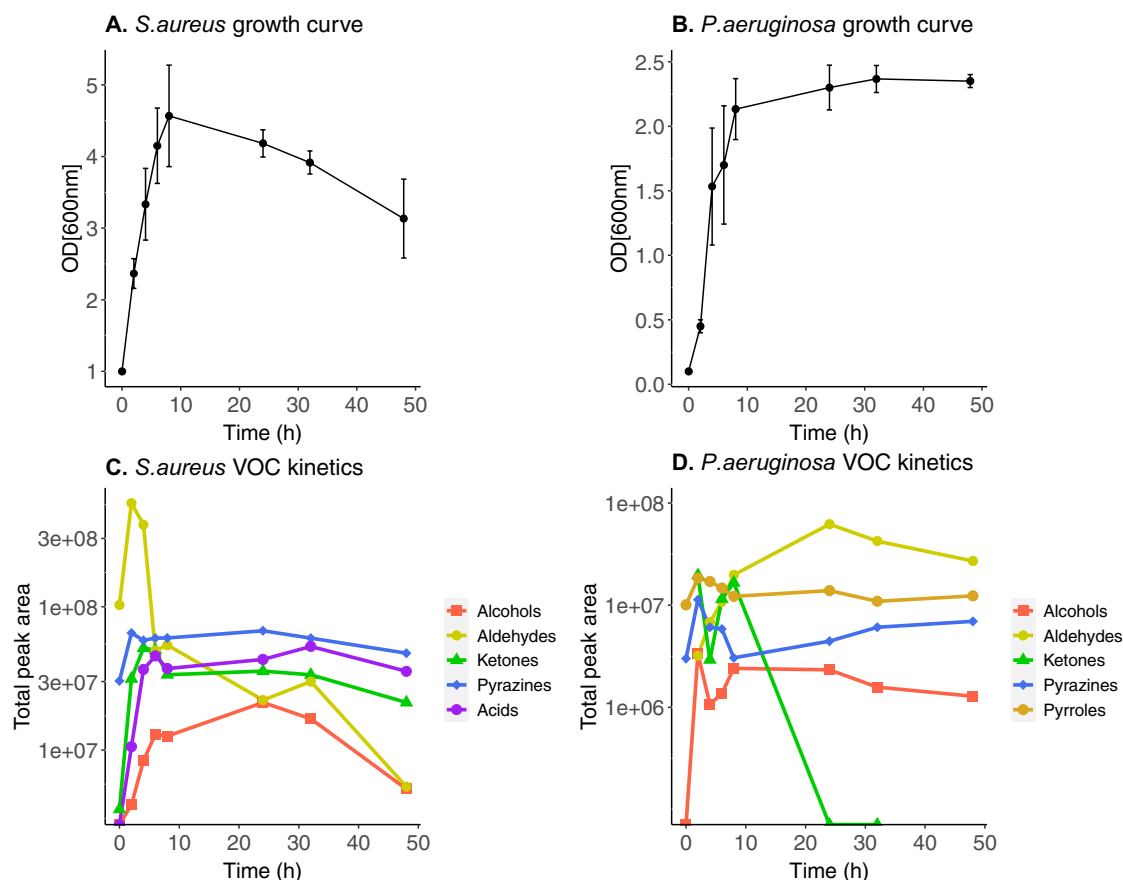 A. S.aureus growth curve
5
4
3
2
1
OD[600nm]
0 10 20 30 40 50
Time (h)
B. P.aeruginosa growth curve
2.5
2.0
1.5
1.0
0.5
0.0
OD[600nm]
0 10 20 30 40 50
Time (h)
C. S.aureus VOC kinetics
3e+08
1e+08
3e+07
1e+07
Total peak area
0 10 20 30 40 50
Time (h)
Alcohols
Aldehydes
Ketones
Pyrazines
Acids
D. P.aeruginosa VOC kinetics
1e+08
1e+07
1e+06
Total peak area
0 10 20 30 40 50
Time (h)
Alcohols
Aldehydes
Ketones
Pyrazines
Pyrroles